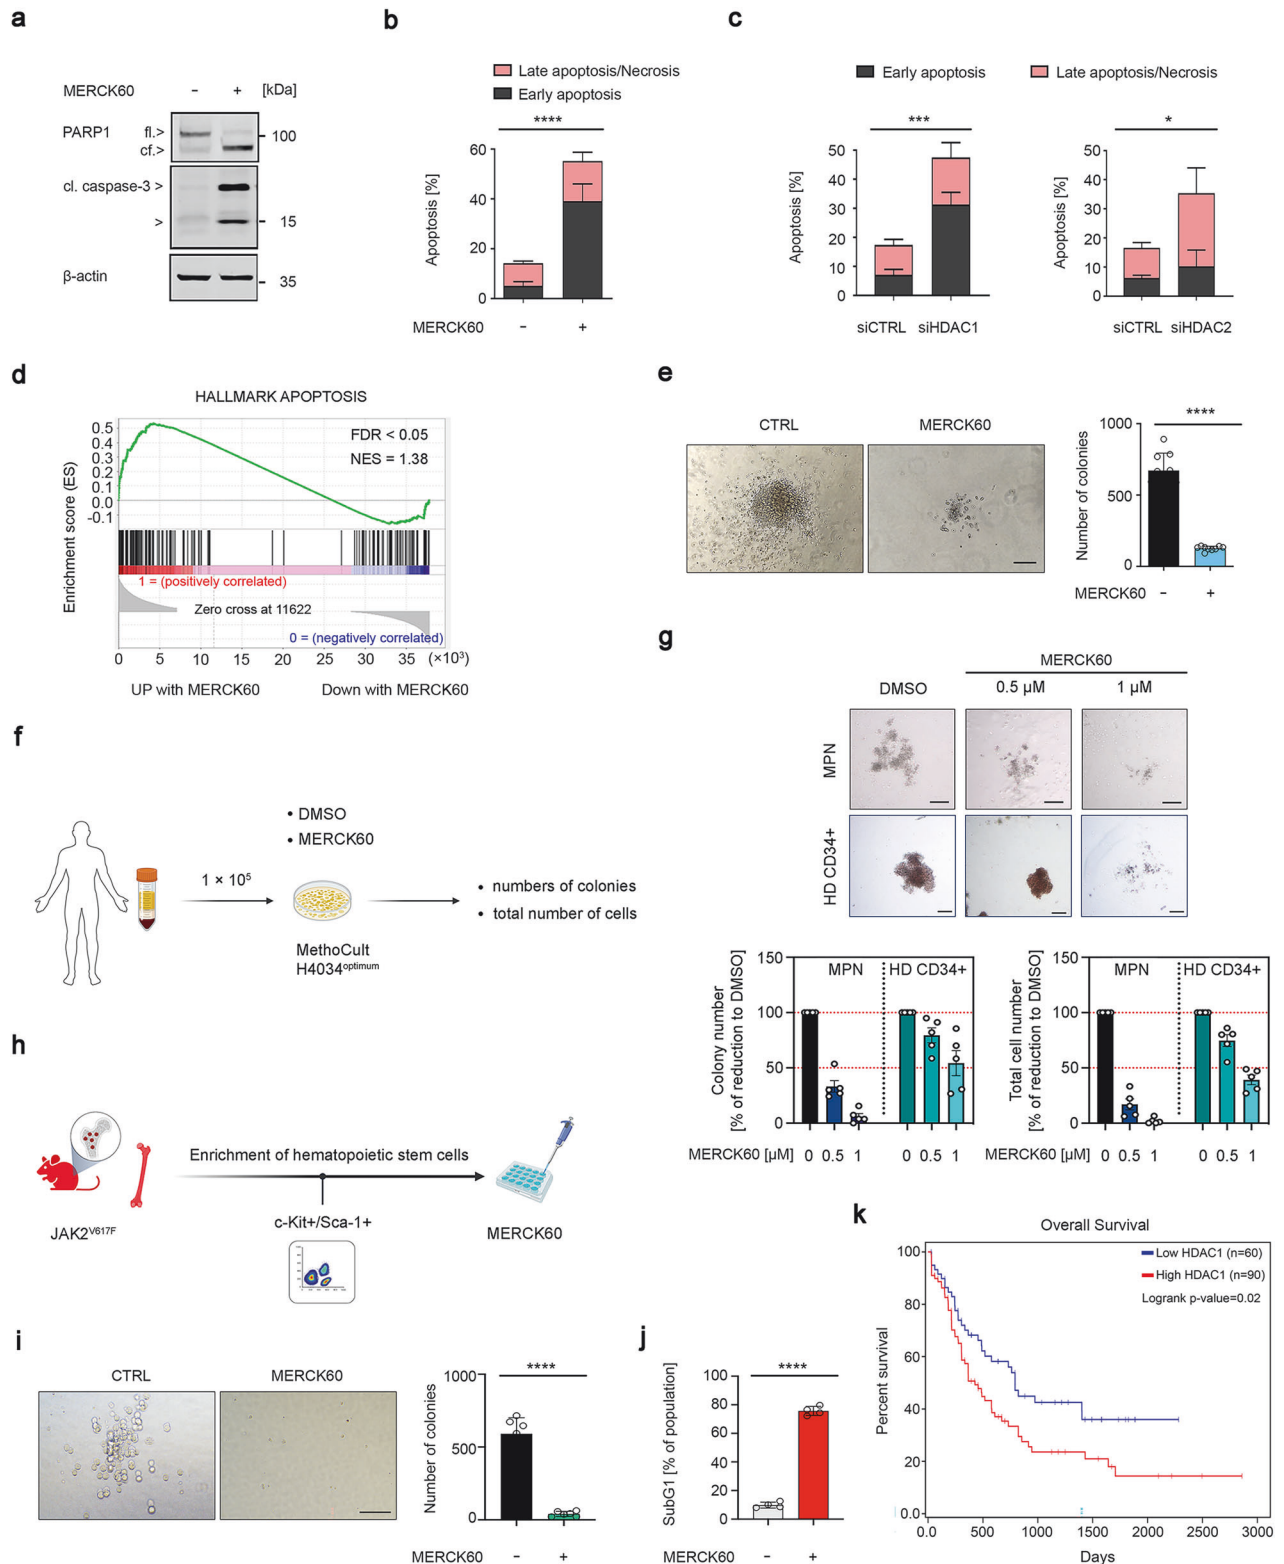 a
MERCK60 – + [kDa]
PARP1 fl.> 100
cf.>
cl. caspase-3 >
> 15
β-actin 35
b
Late apoptosis/Necrosis
Early apoptosis
****
Apoptosis [%]
60
40
20
0
MERCK60 – +
c
Early apoptosis Late apoptosis/Necrosis
***
Apoptosis [%]
50
40
30
20
10
0
siCTRL siHDAC1
*
Apoptosis [%]
50
40
30
20
10
0
siCTRL siHDAC2
d
HALLMARK APOPTOSIS
FDR < 0.05
NES = 1.38
Enrichment score (ES)
0.5
0.4
0.3
0.2
0.1
0.0
-0.1
1 = (positively correlated)
Zero cross at 11622
0 = (negatively correlated)
0 5 10 15 20 25 30 35 (×10³)
UP with MERCK60 Down with MERCK60
e
CTRL MERCK60
****
Number of colonies
1000
500
0
MERCK60 – +
f
• DMSO
• MERCK60
1 × 10⁵
MethoCult
H4034optimum
• numbers of colonies
• total number of cells
g
MERCK60
DMSO 0.5 µM 1 µM
MPN
HD CD34+
Colony number
[% of reduction to DMSO]
150
100
50
0
MPN HD CD34+
MERCK60 [µM] 0 0.5 1 0 0.5 1
Total cell number
[% of reduction to DMSO]
150
100
50
0
MPN HD CD34+
MERCK60 [µM] 0 0.5 1 0 0.5 1
h
JAK2V617F
Enrichment of hematopoietic stem cells
c-Kit+/Sca-1+
MERCK60
i
CTRL MERCK60
****
Number of colonies
1000
500
0
MERCK60 – +
j
****
SubG1 [% of population]
100
80
60
40
20
0
MERCK60 – +
k
Overall Survival
Low HDAC1 (n=60)
High HDAC1 (n=90)
Logrank p-value=0.02
Percent survival
100
80
60
40
20
0.0
0.0 500 1000 1500 2000 2500 3000
Days